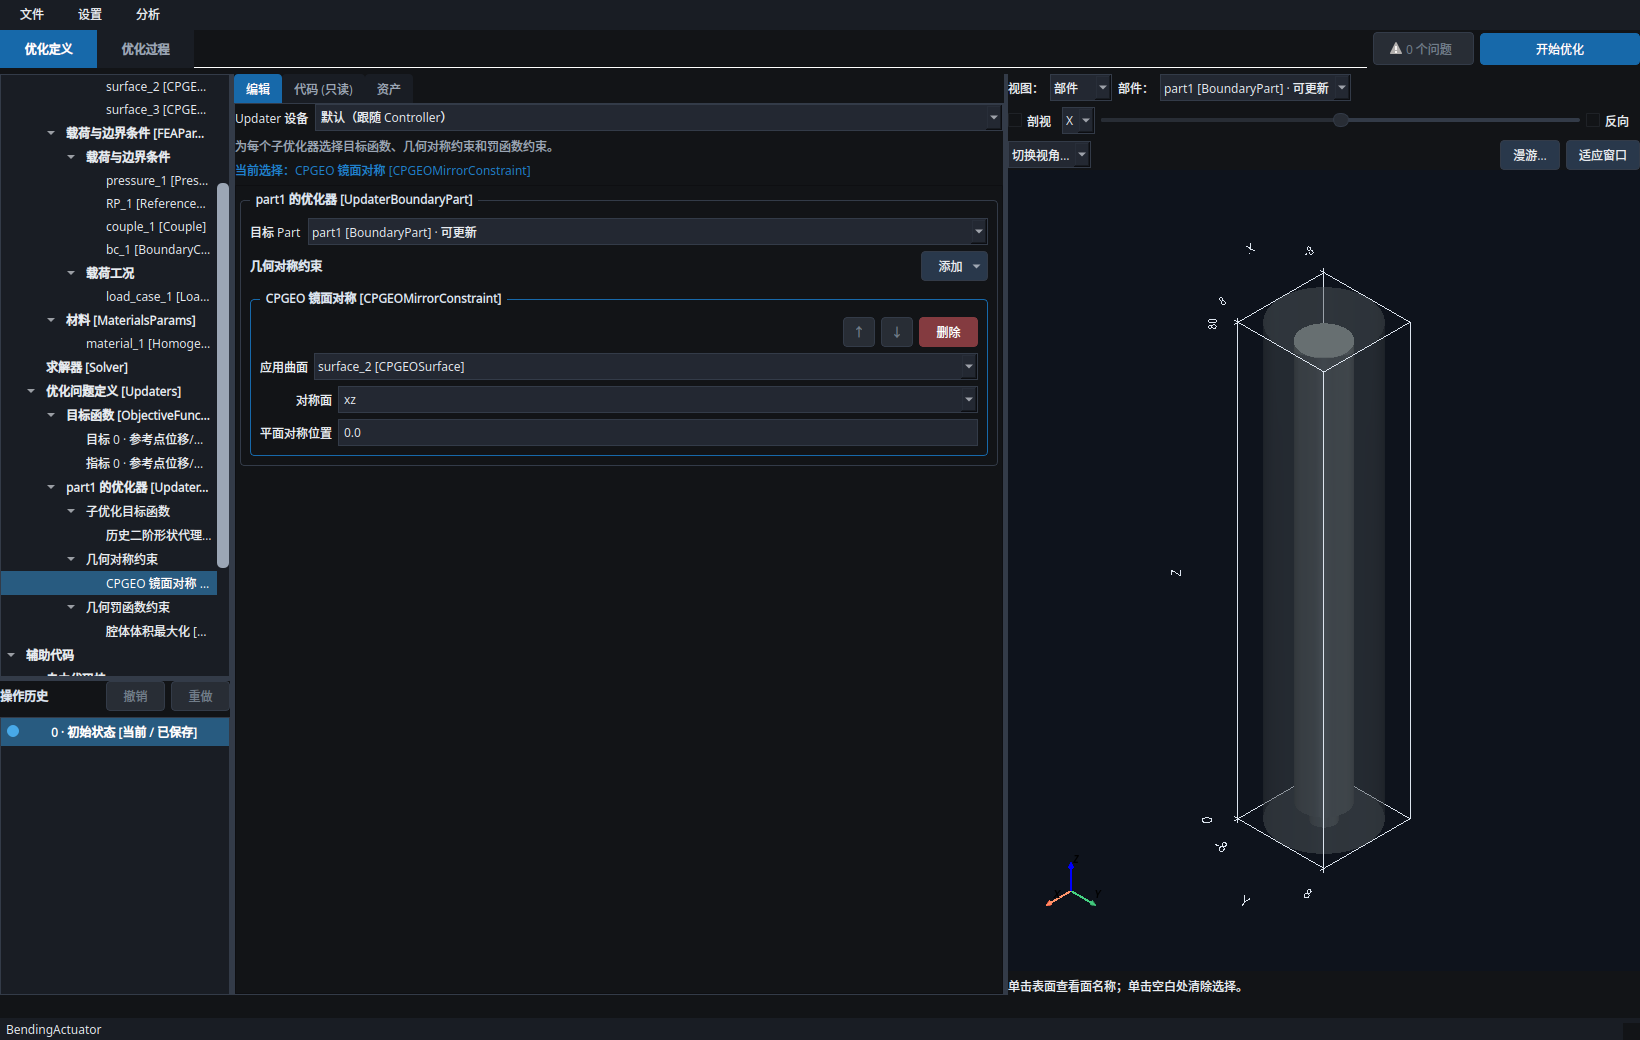 文件 设置 分析
优化定义 优化过程 0 个问题 开始优化
surface_2 [CPGE...
surface_3 [CPGE...
载荷与边界条件 [FEAPar...
载荷与边界条件
pressure_1 [Pres...
RP_1 [Reference...
couple_1 [Couple]
bc_1 [BoundaryC...
载荷工况
load_case_1 [Loa...
材料 [MaterialsParams]
material_1 [Homoge...
求解器 [Solver]
优化问题定义 [Updaters]
目标函数 [ObjectiveFunc...
目标 0 · 参考点位移/...
指标 0 · 参考点位移/...
part1 的优化器 [Updater...
子优化目标函数
历史二阶形状代理...
几何对称约束
CPGEO 镜面对称 ...
几何罚函数约束
腔体体积最大化 [...
辅助代码
操作历史 撤销 重做
0 · 初始状态 [当前 / 已保存]
编辑 代码 (只读) 资产
Updater 设备 默认（跟随 Controller）
为每个子优化器选择目标函数、几何对称约束和罚函数约束。
当前选择：CPGEO 镜面对称 [CPGEOMirrorConstraint]
part1 的优化器 [UpdaterBoundaryPart]
目标 Part part1 [BoundaryPart] · 可更新
几何对称约束 添加
CPGEO 镜面对称 [CPGEOMirrorConstraint]
↑ ↓ 删除
应用曲面 surface_2 [CPGEOSurface]
对称面 xz
平面对称位置 0.0
视图： 部件 部件： part1 [BoundaryPart] · 可更新
剖视 X 反向
切换视角... 漫游... 适应窗口
80
Z
0
Z
单击表面查看面名称；单击空白处清除选择。
BendingActuator